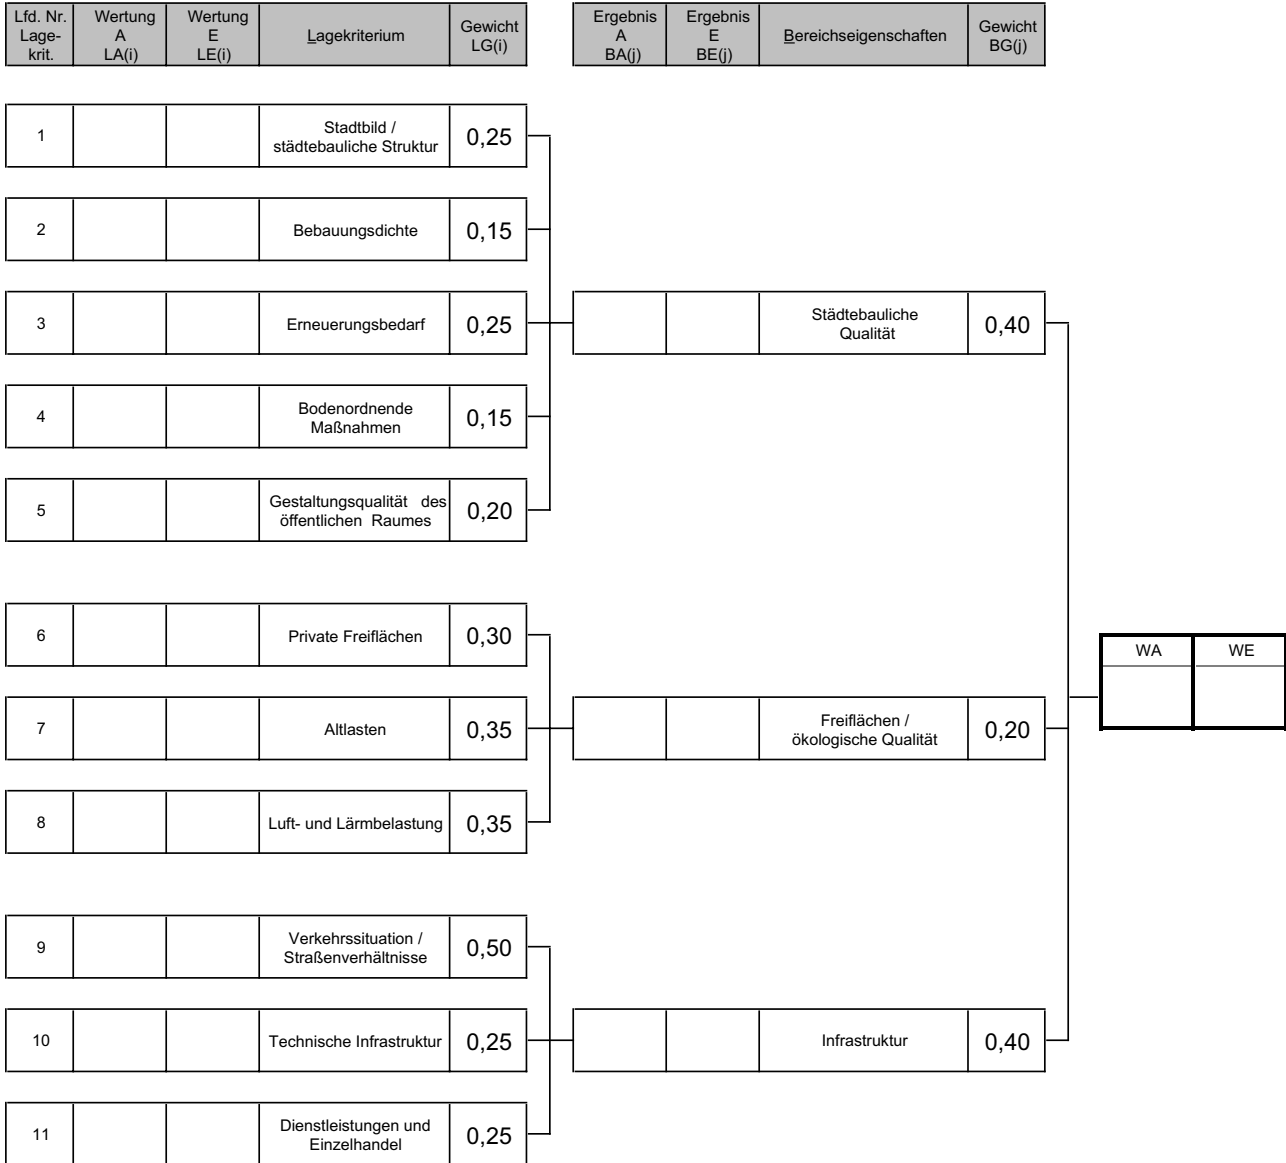 Lfd. Nr.
Lage-
krit.
Wertung
A
LA(i)
Wertung
E
LE(i)
Lagekriterium
Gewicht
LG(i)
Ergebnis
A
BA(j)
Ergebnis
E
BE(j)
Bereichseigenschaften
Gewicht
BG(j)
1
Stadtbild /
städtebauliche Struktur
0,25
2
Bebauungsdichte
0,15
3
Erneuerungsbedarf
0,25
Städtebauliche
Qualität
0,40
4
Bodenordnende
Maßnahmen
0,15
5
Gestaltungsqualität des
öffentlichen Raumes
0,20
6
Private Freiflächen
0,30
WA
WE
7
Altlasten
0,35
Freiflächen /
ökologische Qualität
0,20
8
Luft- und Lärmbelastung
0,35
9
Verkehrssituation /
Straßenverhältnisse
0,50
10
Technische Infrastruktur
0,25
Infrastruktur
0,40
11
Dienstleistungen und
Einzelhandel
0,25